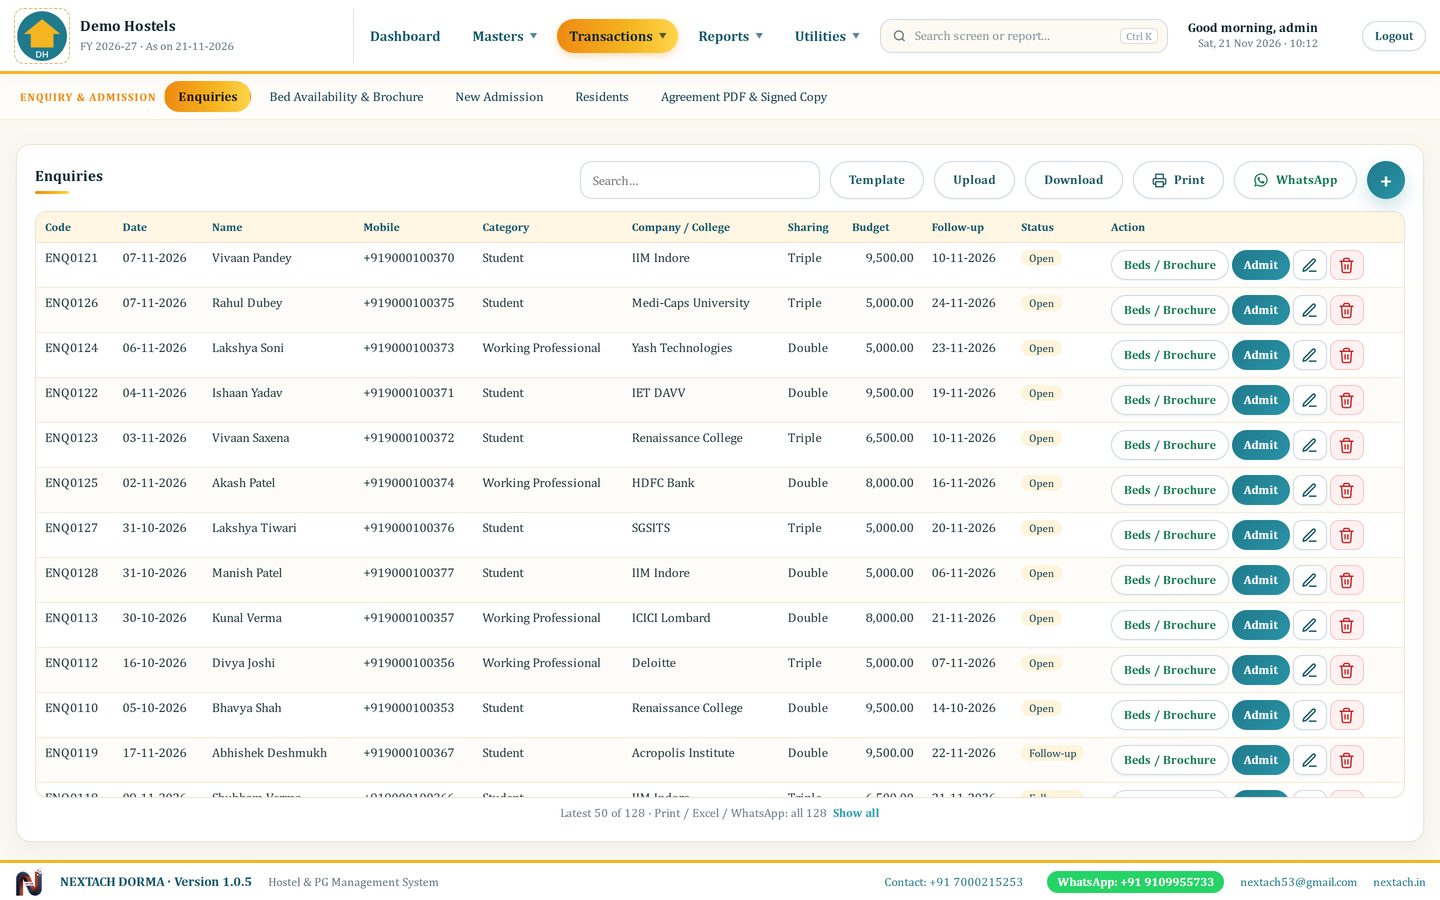 DH
Demo Hostels
FY 2026-27 · As on 21-11-2026
Dashboard
Masters ▼
Transactions ▼
Reports ▼
Utilities ▼
Search screen or report...
Ctrl K
Good morning, admin
Sat, 21 Nov 2026 · 10:12
Logout
ENQUIRY & ADMISSION
Enquiries
Bed Availability & Brochure
New Admission
Residents
Agreement PDF & Signed Copy
Enquiries
Search...
Template
Upload
Download
Print
WhatsApp
+
Code Date Name Mobile Category Company / College Sharing Budget Follow-up Status Action
ENQ0121 07-11-2026 Vivaan Pandey +919000100370 Student IIM Indore Triple 9,500.00 10-11-2026 Open Beds / Brochure Admit
ENQ0126 07-11-2026 Rahul Dubey +919000100375 Student Medi-Caps University Triple 5,000.00 24-11-2026 Open Beds / Brochure Admit
ENQ0124 06-11-2026 Lakshya Soni +919000100373 Working Professional Yash Technologies Double 5,000.00 23-11-2026 Open Beds / Brochure Admit
ENQ0122 04-11-2026 Ishaan Yadav +919000100371 Student IET DAVV Double 9,500.00 19-11-2026 Open Beds / Brochure Admit
ENQ0123 03-11-2026 Vivaan Saxena +919000100372 Student Renaissance College Triple 6,500.00 10-11-2026 Open Beds / Brochure Admit
ENQ0125 02-11-2026 Akash Patel +919000100374 Working Professional HDFC Bank Double 8,000.00 16-11-2026 Open Beds / Brochure Admit
ENQ0127 31-10-2026 Lakshya Tiwari +919000100376 Student SGSITS Triple 5,000.00 20-11-2026 Open Beds / Brochure Admit
ENQ0128 31-10-2026 Manish Patel +919000100377 Student IIM Indore Double 5,000.00 06-11-2026 Open Beds / Brochure Admit
ENQ0113 30-10-2026 Kunal Verma +919000100357 Working Professional ICICI Lombard Double 8,000.00 21-11-2026 Open Beds / Brochure Admit
ENQ0112 16-10-2026 Divya Joshi +919000100356 Working Professional Deloitte Triple 5,000.00 07-11-2026 Open Beds / Brochure Admit
ENQ0110 05-10-2026 Bhavya Shah +919000100353 Student Renaissance College Double 9,500.00 14-10-2026 Open Beds / Brochure Admit
ENQ0119 17-11-2026 Abhishek Deshmukh +919000100367 Student Acropolis Institute Double 9,500.00 22-11-2026 Follow-up Beds / Brochure Admit
Latest 50 of 128 · Print / Excel / WhatsApp: all 128 Show all
NEXTACH DORMA · Version 1.0.5
Hostel & PG Management System
Contact: +91 7000215253
WhatsApp: +91 9109955733
nextach53@gmail.com
nextach.in